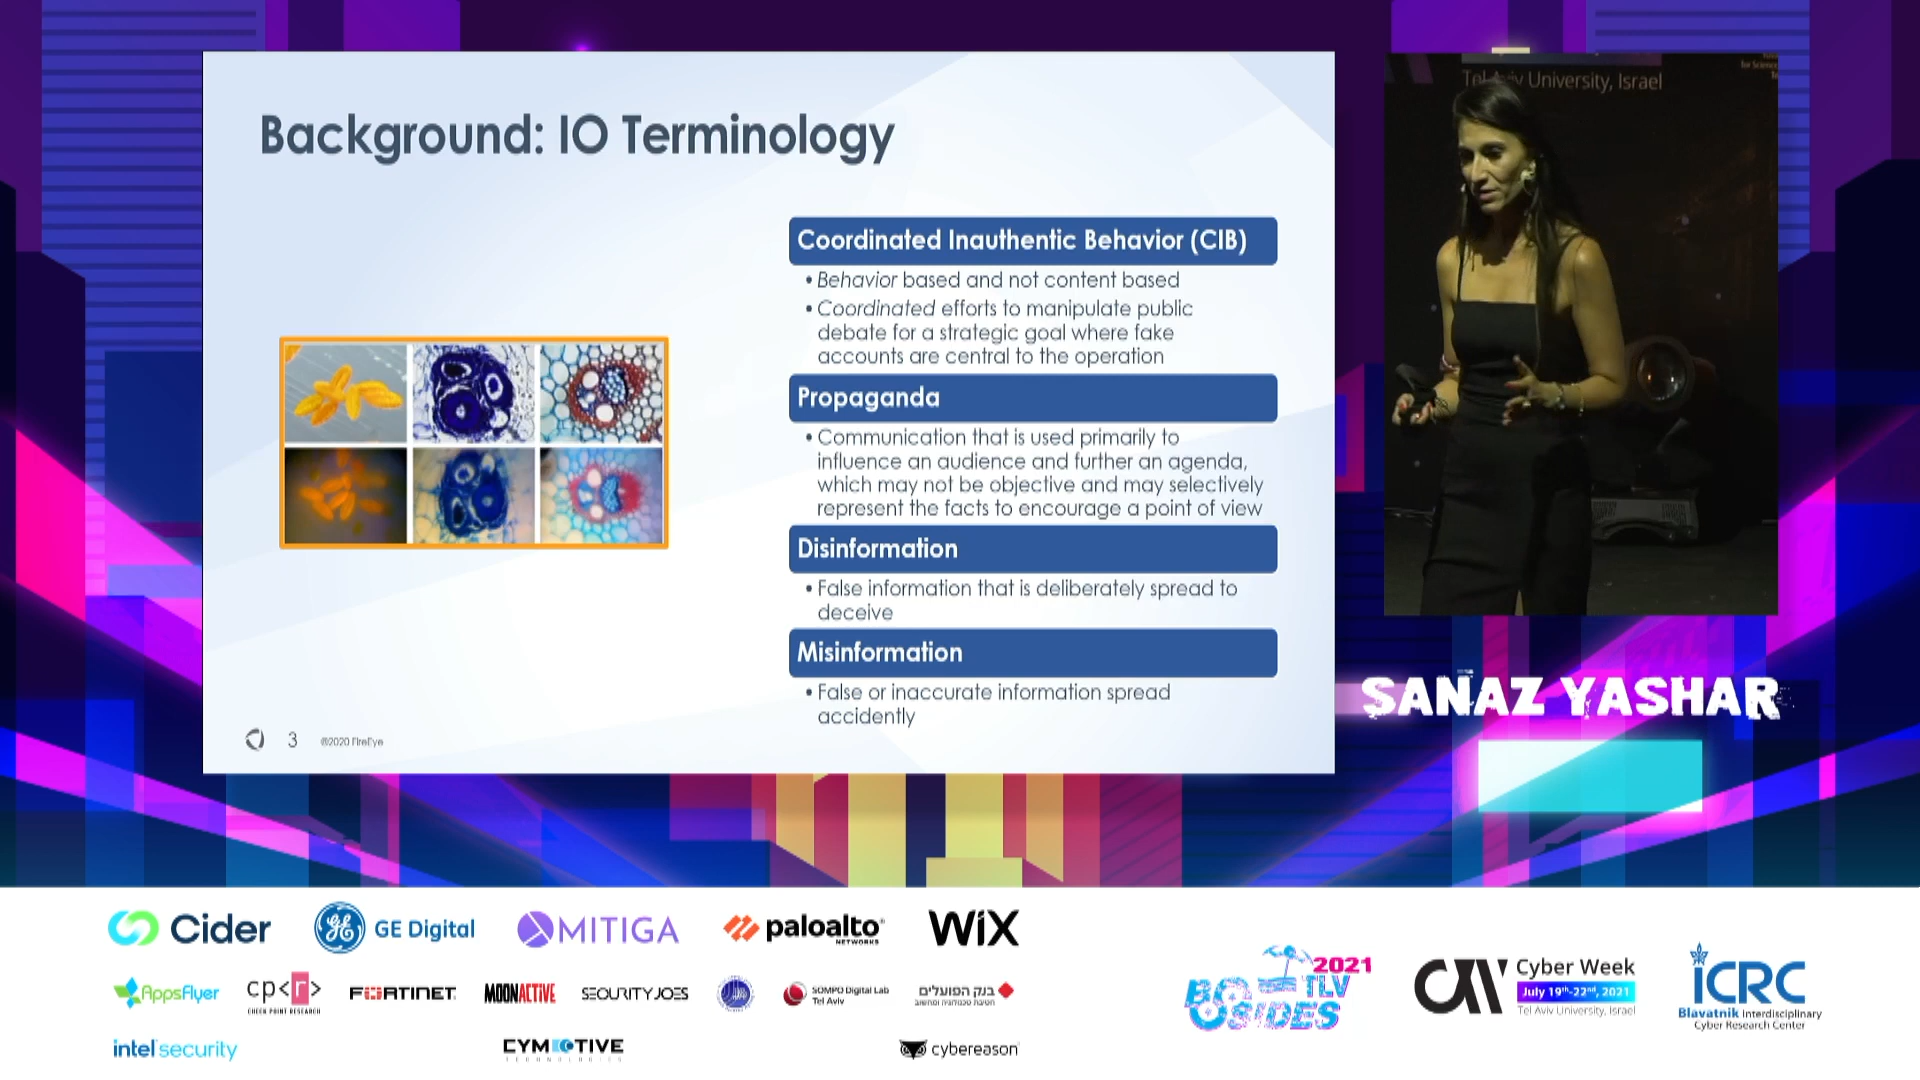 Background: IO Terminology
Coordinated Inauthentic Behavior (CIB)
• Behavior based and not content based
• Coordinated efforts to manipulate public
debate for a strategic goal where fake
accounts are central to the operation
Propaganda
• Communication that is used primarily to
influence an audience and further an agenda,
which may not be objective and may selectively
represent the facts to encourage a point of view
Disinformation
• False information that is deliberately spread to
deceive
Misinformation
• False or inaccurate information spread
accidently
3
©2020 FireEye
Tel Aviv University, Israel
SANAZ YASHAR
Cider
GE Digital
MITIGA
paloalto
NETWORKS
WiX
AppsFlyer
cp<r>
CHECK POINT RESEARCH
FORTINET
MOONACTIVE
SECURITY JOES
SOMPO Digital Lab
Tel Aviv
בנק הפועלים
חטיבת טכנולוגיה ומחשוב
intel security
CYMOTIVE
TECHNOLOGIES
cybereason
2021
BSIDES
TLV
Cyber Week
July 19th-22nd, 2021
Tel Aviv University, Israel
ICRC
Blavatnik Interdisciplinary
Cyber Research Center